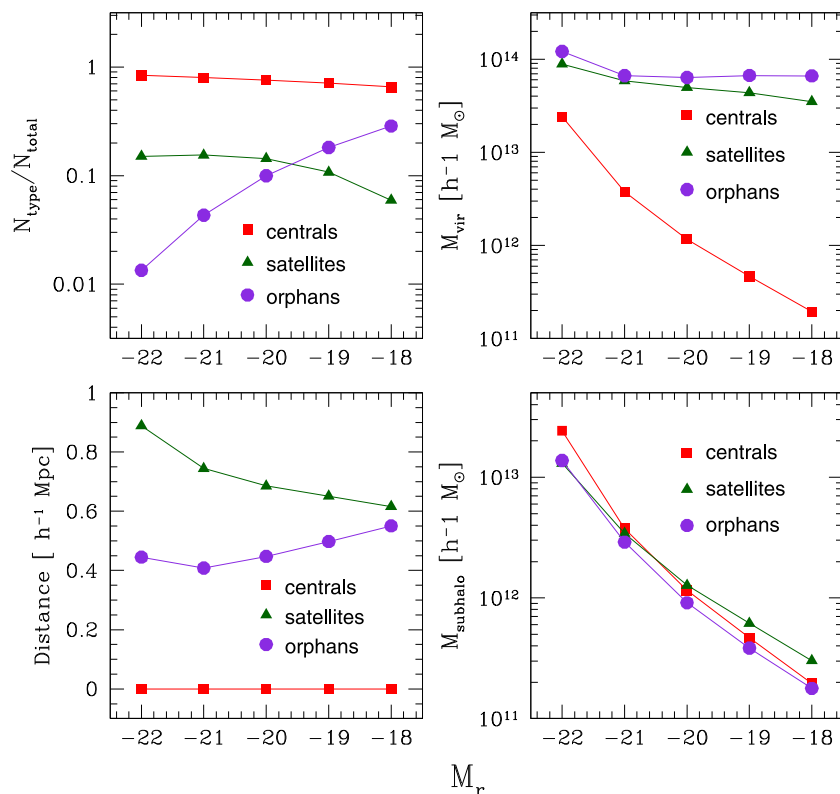 N_type/N_total
1
0.1
0.01
centrals
satellites
orphans
−22 −21 −20 −19 −18
M_vir [h−1 M_⊙]
10^14
10^13
10^12
10^11
centrals
satellites
orphans
−22 −21 −20 −19 −18
Distance [ h^−1 Mpc]
1
0.8
0.6
0.4
0.2
0
centrals
satellites
orphans
−22 −21 −20 −19 −18
M_subhalo [h−1 M_⊙]
10^13
10^12
10^11
centrals
satellites
orphans
−22 −21 −20 −19 −18
M_r